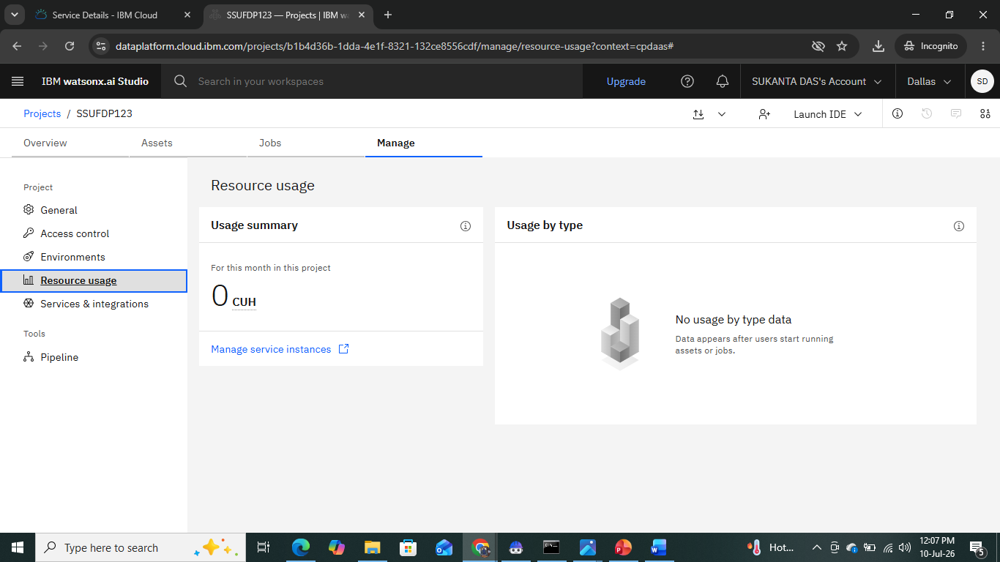 Service Details - IBM Cloud
SSUFDP123 — Projects | IBM wa
dataplatform.cloud.ibm.com/projects/b1b4d36b-1dda-4e1f-8321-132ce8556cdf/manage/resource-usage?context=cpdaas#
Incognito
IBM watsonx.ai Studio
Search in your workspaces
Upgrade
SUKANTA DAS's Account
Dallas
SD
Projects / SSUFDP123
Launch IDE
Overview
Assets
Jobs
Manage
Project
General
Access control
Environments
Resource usage
Services & integrations
Tools
Pipeline
Resource usage
Usage summary
For this month in this project
0 CUH
Manage service instances
Usage by type
No usage by type data
Data appears after users start running
assets or jobs.
Type here to search
Hot...
12:07 PM
10-Jul-26
5